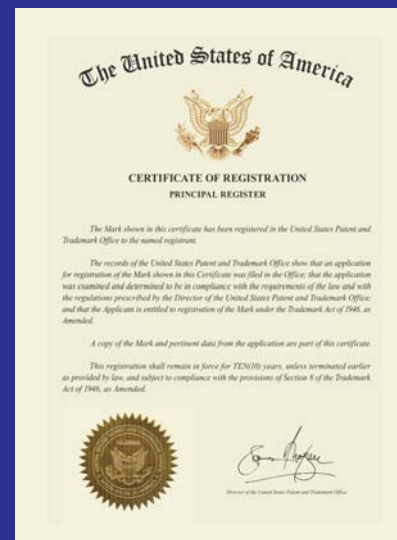 The United States of America
CERTIFICATE OF REGISTRATION
PRINCIPAL REGISTER
The Mark shown in this certificate has been registered in the United States Patent and
Trademark Office to the named registrant.
The records of the United States Patent and Trademark Office show that an application
for registration of the Mark shown in this Certificate was filed in the Office; that the application
was examined and determined to be in compliance with the requirements of the law and with
the regulations prescribed by the Director of the United States Patent and Trademark Office;
and that the Applicant is entitled to registration of the Mark under the Trademark Act of 1946, as
Amended.
A copy of the Mark and pertinent data from the application are part of this certificate.
This registration shall remain in force for TEN(10) years, unless terminated earlier
as provided by law, and subject to compliance with the provisions of Section 8 of the Trademark
Act of 1946, as Amended.
Director of the United States Patent and Trademark Office